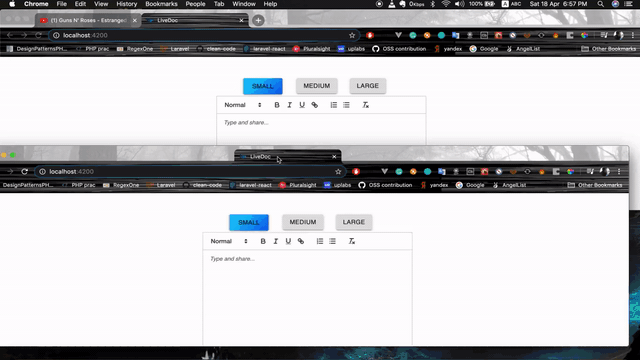 Chrome File Edit View History Bookmarks People Tab Window Help 0kbps 100% ABC Sat 18 Apr 6:57 PM
(1) Guns N' Roses - Estranged LiveDoc
localhost:4200
DesignPatternsPH PHP prac RegexOne Laravel clean-code laravel-react Pluralsight uplabs OSS contribution yandex Google AngelList Other Bookmarks
SMALL MEDIUM LARGE
Normal B I U
Type and share...
LiveDoc
localhost:4200
DesignPatternsPH PHP prac RegexOne Laravel clean-code laravel-react Pluralsight uplabs OSS contribution yandex Google AngelList Other Bookmarks
SMALL MEDIUM LARGE
Normal B I U
Type and share...